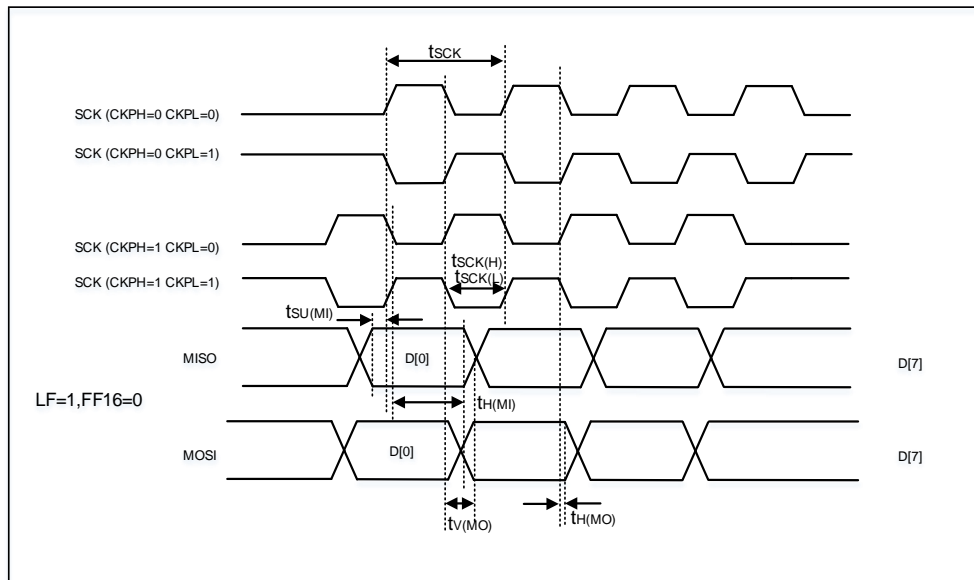 tSCK
SCK (CKPH=0 CKPL=0)
SCK (CKPH=0 CKPL=1)
SCK (CKPH=1 CKPL=0)
tSCK(H)
tSCK(L)
SCK (CKPH=1 CKPL=1)
tSU(MI)
MISO
D[0]
D[7]
LF=1,FF16=0
tH(MI)
MOSI
D[0]
D[7]
tV(MO)
tH(MO)